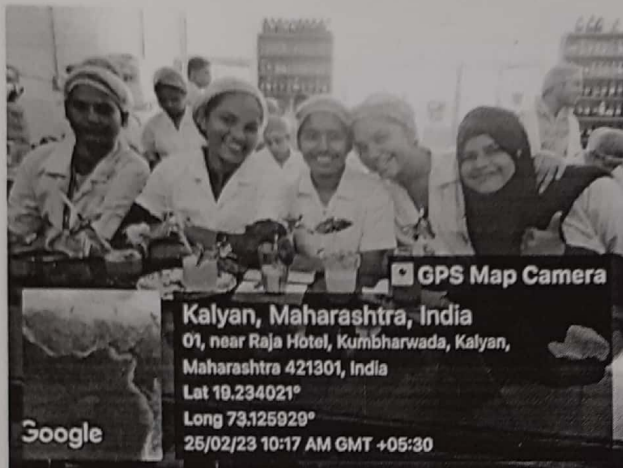 GPS Map Camera
Kalyan, Maharashtra, India
01, near Raja Hotel, Kumbharwada, Kalyan,
Maharashtra 421301, India
Lat 19.234021°
Long 73.125929°
25/02/23 10:17 AM GMT +05:30
Google